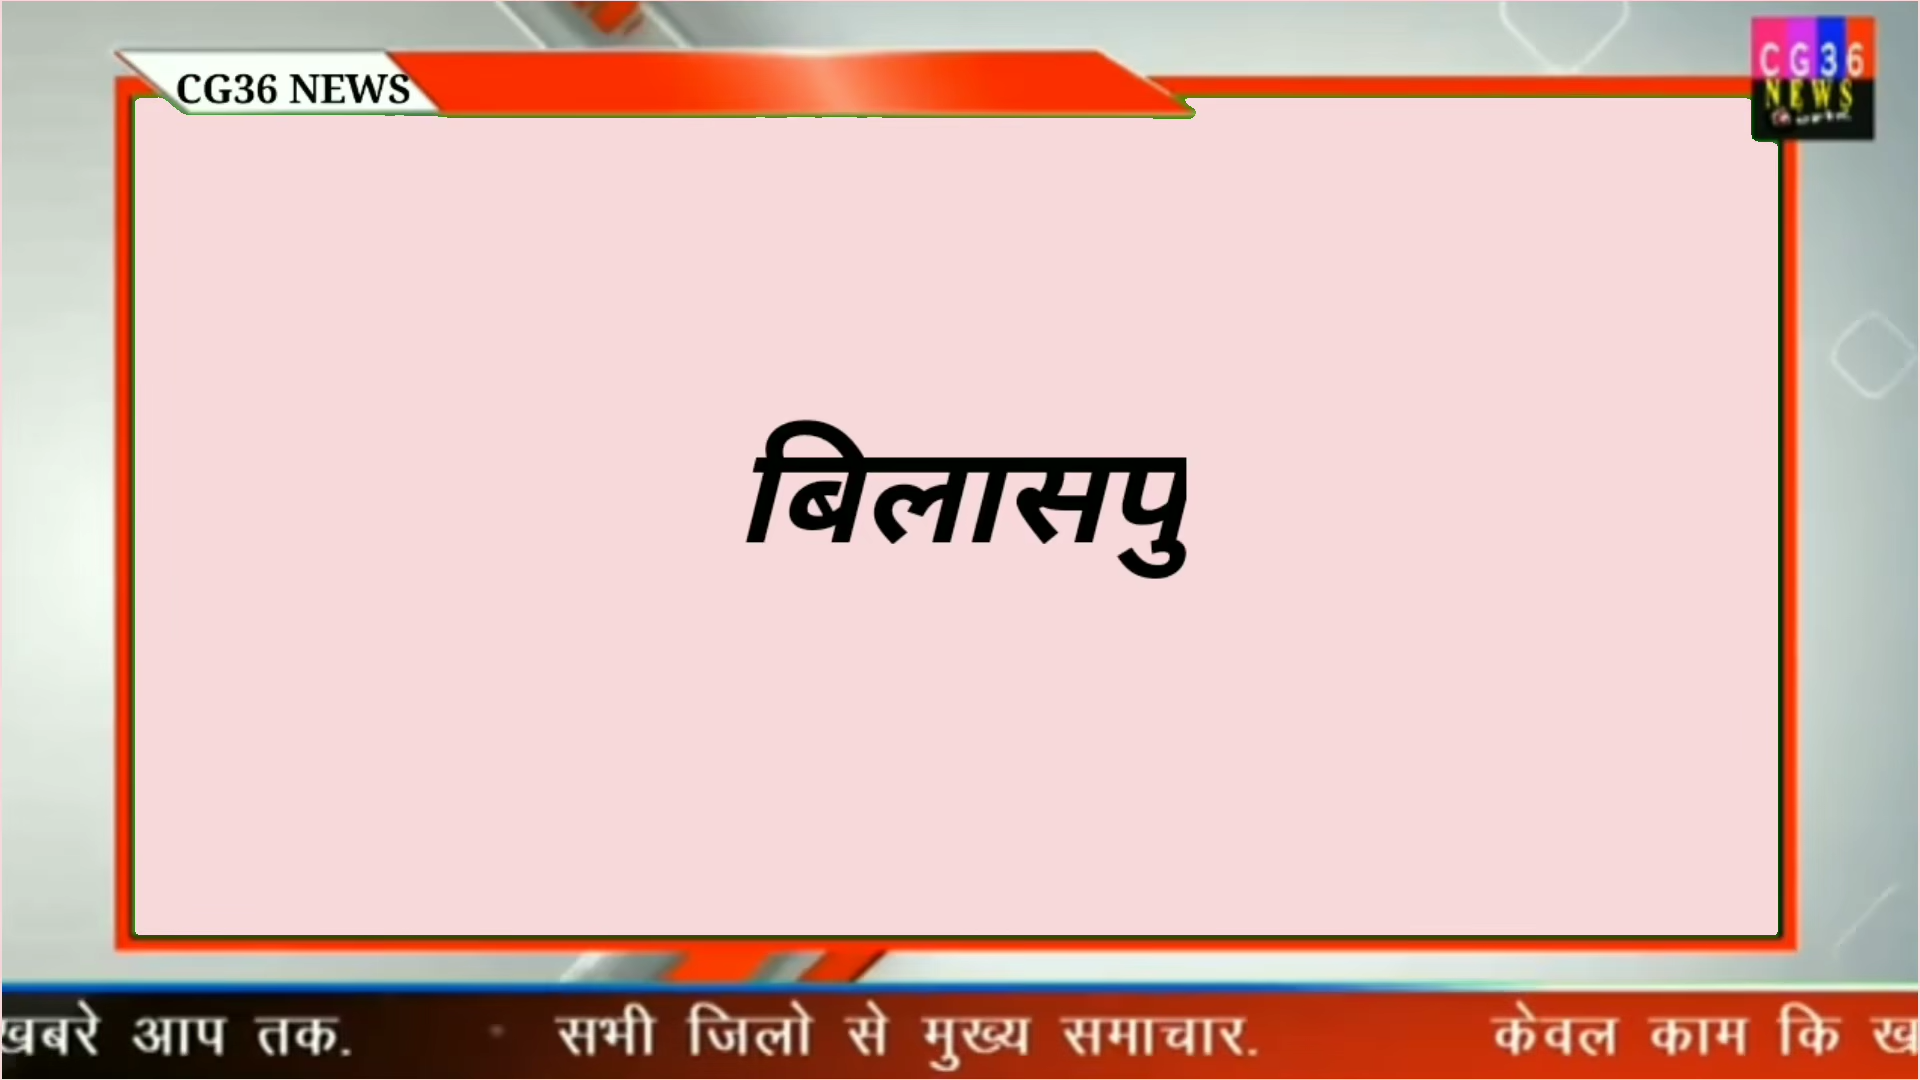 CG36 NEWS
CG36
NEWS
बिलासपु
खबरे आप तक. सभी जिलो से मुख्य समाचार. केवल काम कि ख